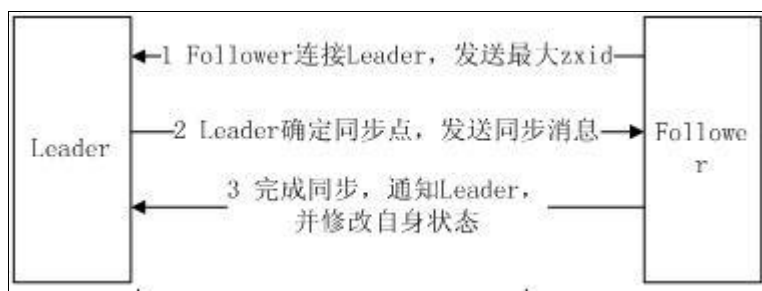 1 Follower连接Leader，发送最大zxid
2 Leader确定同步点，发送同步消息
Leader
Followe
r
3 完成同步，通知Leader，
并修改自身状态